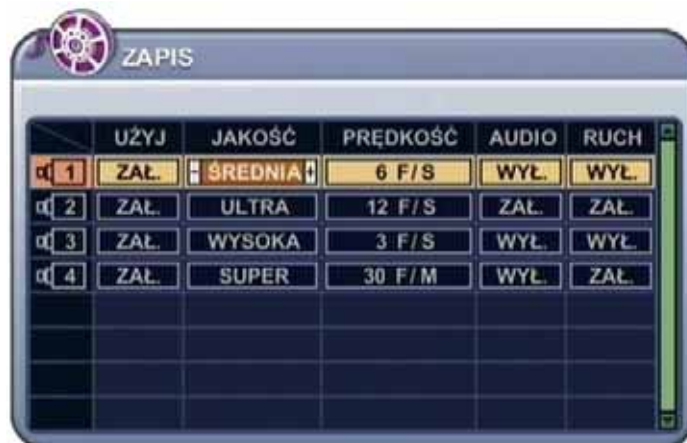 ZAPIS
UŻYJ JAKOŚĆ PRĘDKOŚĆ AUDIO RUCH
1 ZAŁ. - ŚREDNIA + 6 F/S WYŁ. WYŁ.
2 ZAŁ. ULTRA 12 F/S ZAŁ. ZAŁ.
3 ZAŁ. WYSOKA 3 F/S WYŁ. WYŁ.
4 ZAŁ. SUPER 30 F/M WYŁ. ZAŁ.